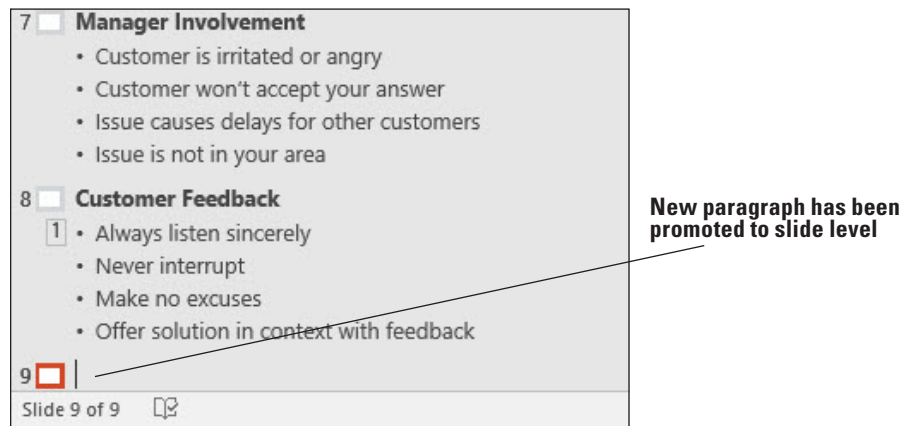 7 Manager Involvement
• Customer is irritated or angry
• Customer won't accept your answer
• Issue causes delays for other customers
• Issue is not in your area
8 Customer Feedback
1 • Always listen sincerely
• Never interrupt
• Make no excuses
• Offer solution in context with feedback
9
Slide 9 of 9
New paragraph has been
promoted to slide level